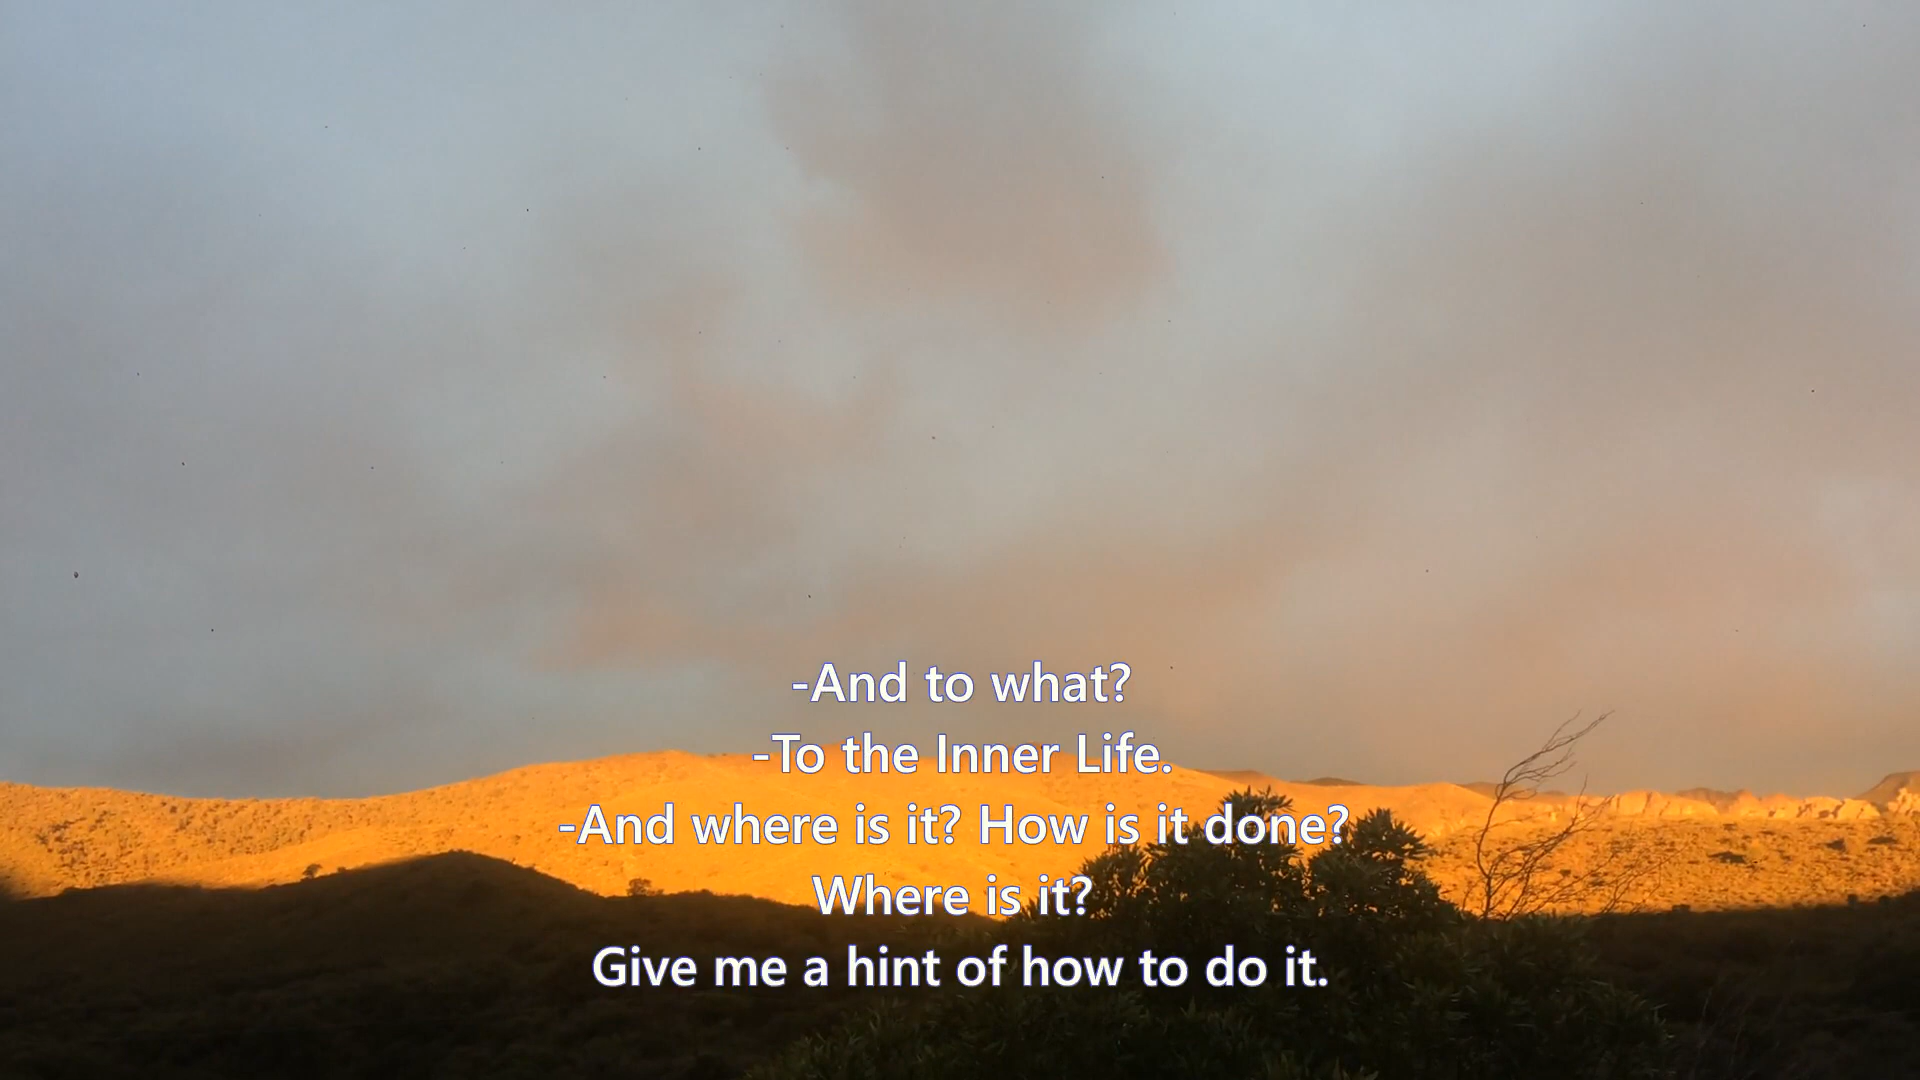 -And to what?
-To the Inner Life.
-And where is it? How is it done?
Where is it?
Give me a hint of how to do it.